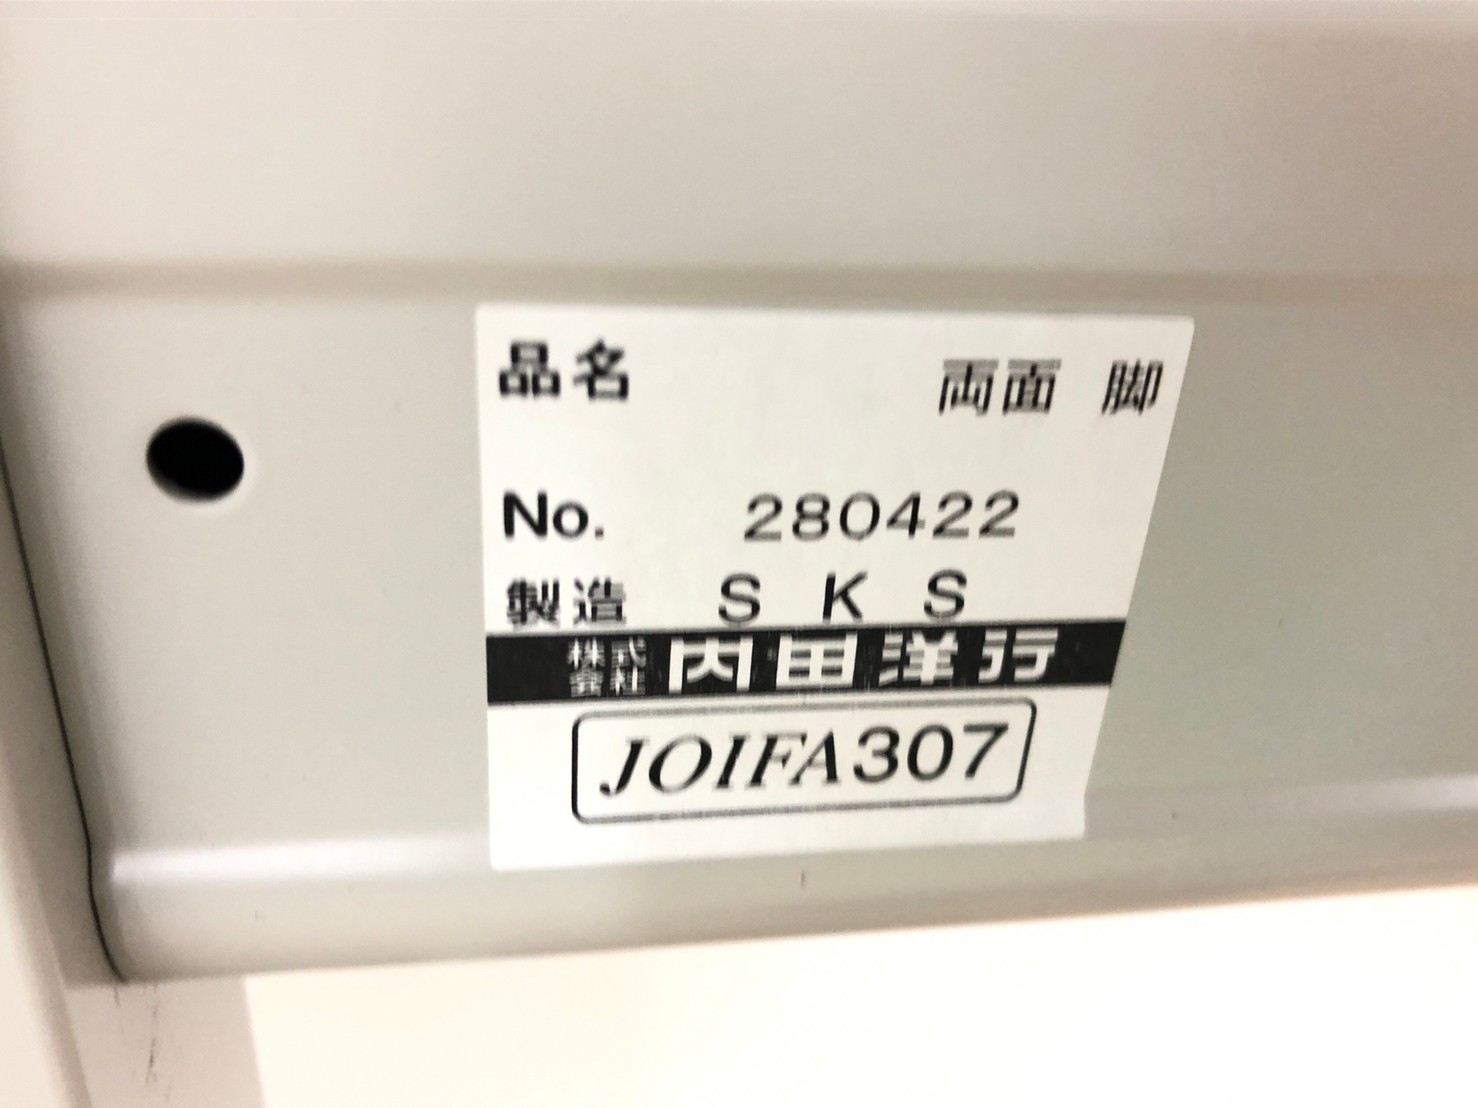 品名 両面 脚
No. 280422
製造 S K S
株式会社 内田洋行
JOIFA307